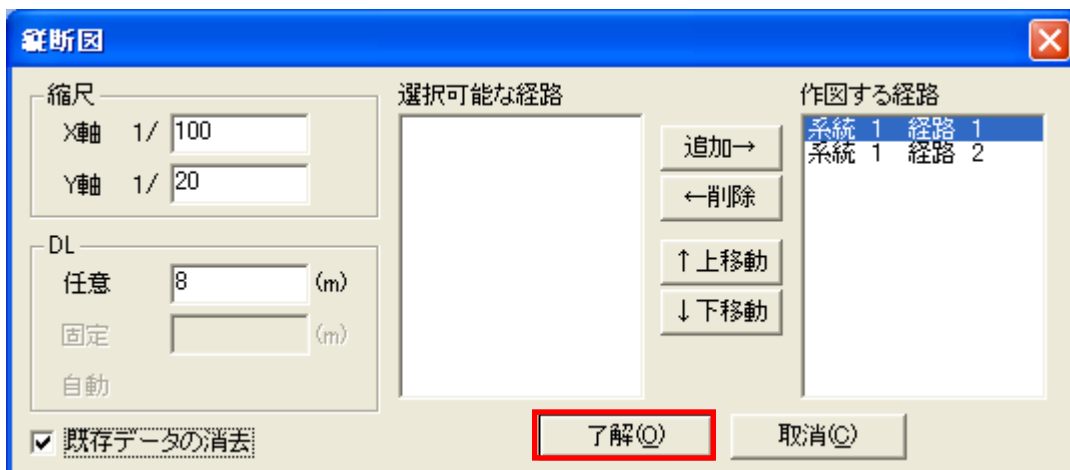 縦断図
縮尺
X軸 1/ 100
Y軸 1/ 20
DL
任意 8 (m)
固定 (m)
自動
既存データの消去
選択可能な経路
追加→
←削除
↑上移動
↓下移動
作図する経路
系統 1 経路 1
系統 1 経路 2
了解(O)
取消(C)